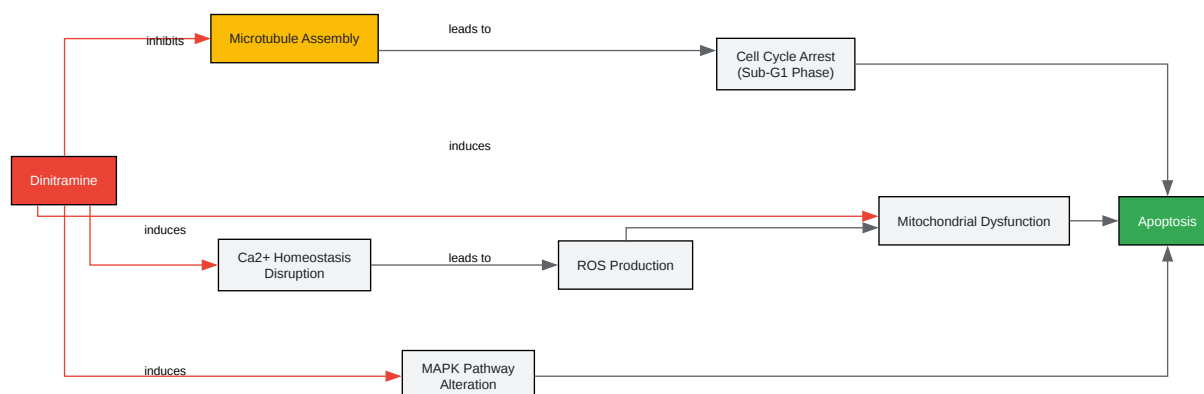 inhibits
Microtubule Assembly
leads to
Cell Cycle Arrest
(Sub-G1 Phase)
induces
Dinitramine
Mitochondrial Dysfunction
Apoptosis
induces
Ca2+ Homeostasis
Disruption
leads to
ROS Production
induces
MAPK Pathway
Alteration